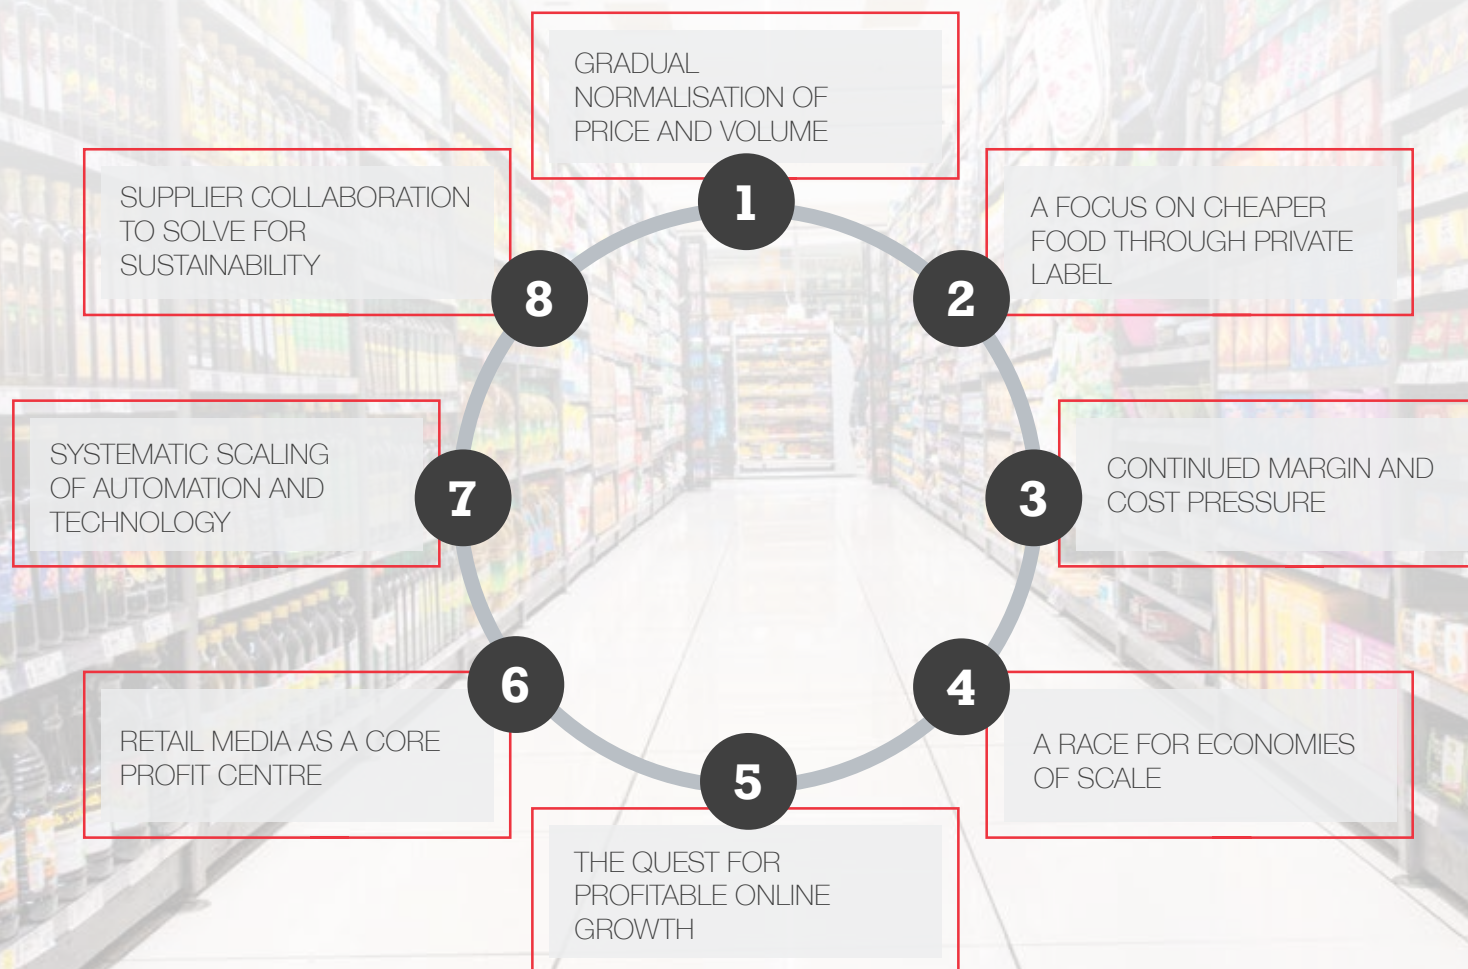 1
GRADUAL
NORMALISATION OF
PRICE AND VOLUME
2
A FOCUS ON CHEAPER
FOOD THROUGH PRIVATE
LABEL
3
CONTINUED MARGIN AND
COST PRESSURE
4
A RACE FOR ECONOMIES
OF SCALE
5
THE QUEST FOR
PROFITABLE ONLINE
GROWTH
6
RETAIL MEDIA AS A CORE
PROFIT CENTRE
7
SYSTEMATIC SCALING
OF AUTOMATION AND
TECHNOLOGY
8
SUPPLIER COLLABORATION
TO SOLVE FOR
SUSTAINABILITY